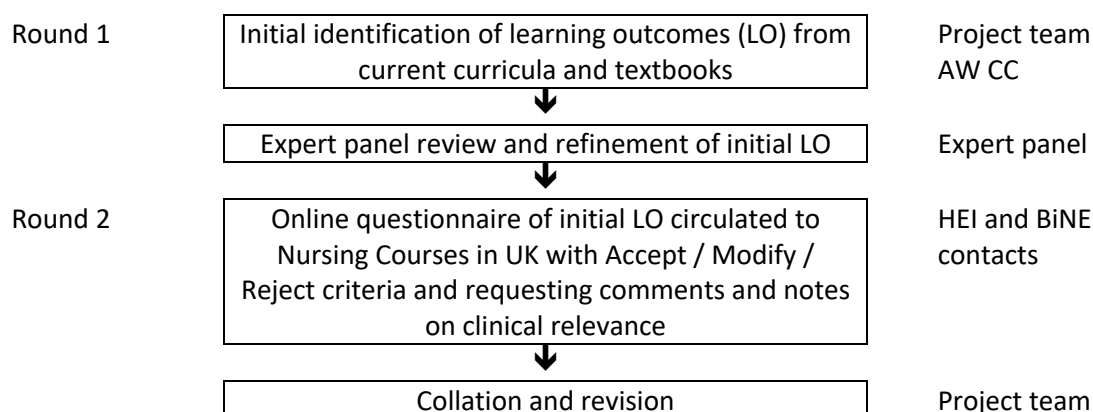 Round 1
Initial identification of learning outcomes (LO) from
current curricula and textbooks
Project team
AW CC
Expert panel review and refinement of initial LO
Expert panel
Round 2
Online questionnaire of initial LO circulated to
Nursing Courses in UK with Accept / Modify /
Reject criteria and requesting comments and notes
on clinical relevance
HEI and BiNE
contacts
Collation and revision
Project team